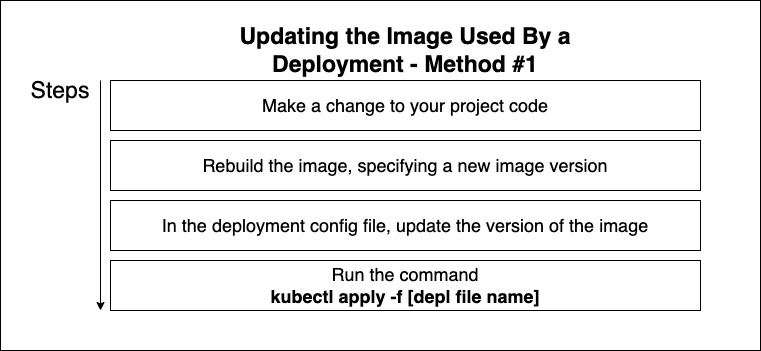 Updating the Image Used By a
Deployment - Method #1
Steps
Make a change to your project code
Rebuild the image, specifying a new image version
In the deployment config file, update the version of the image
Run the command
kubectl apply -f [depl file name]